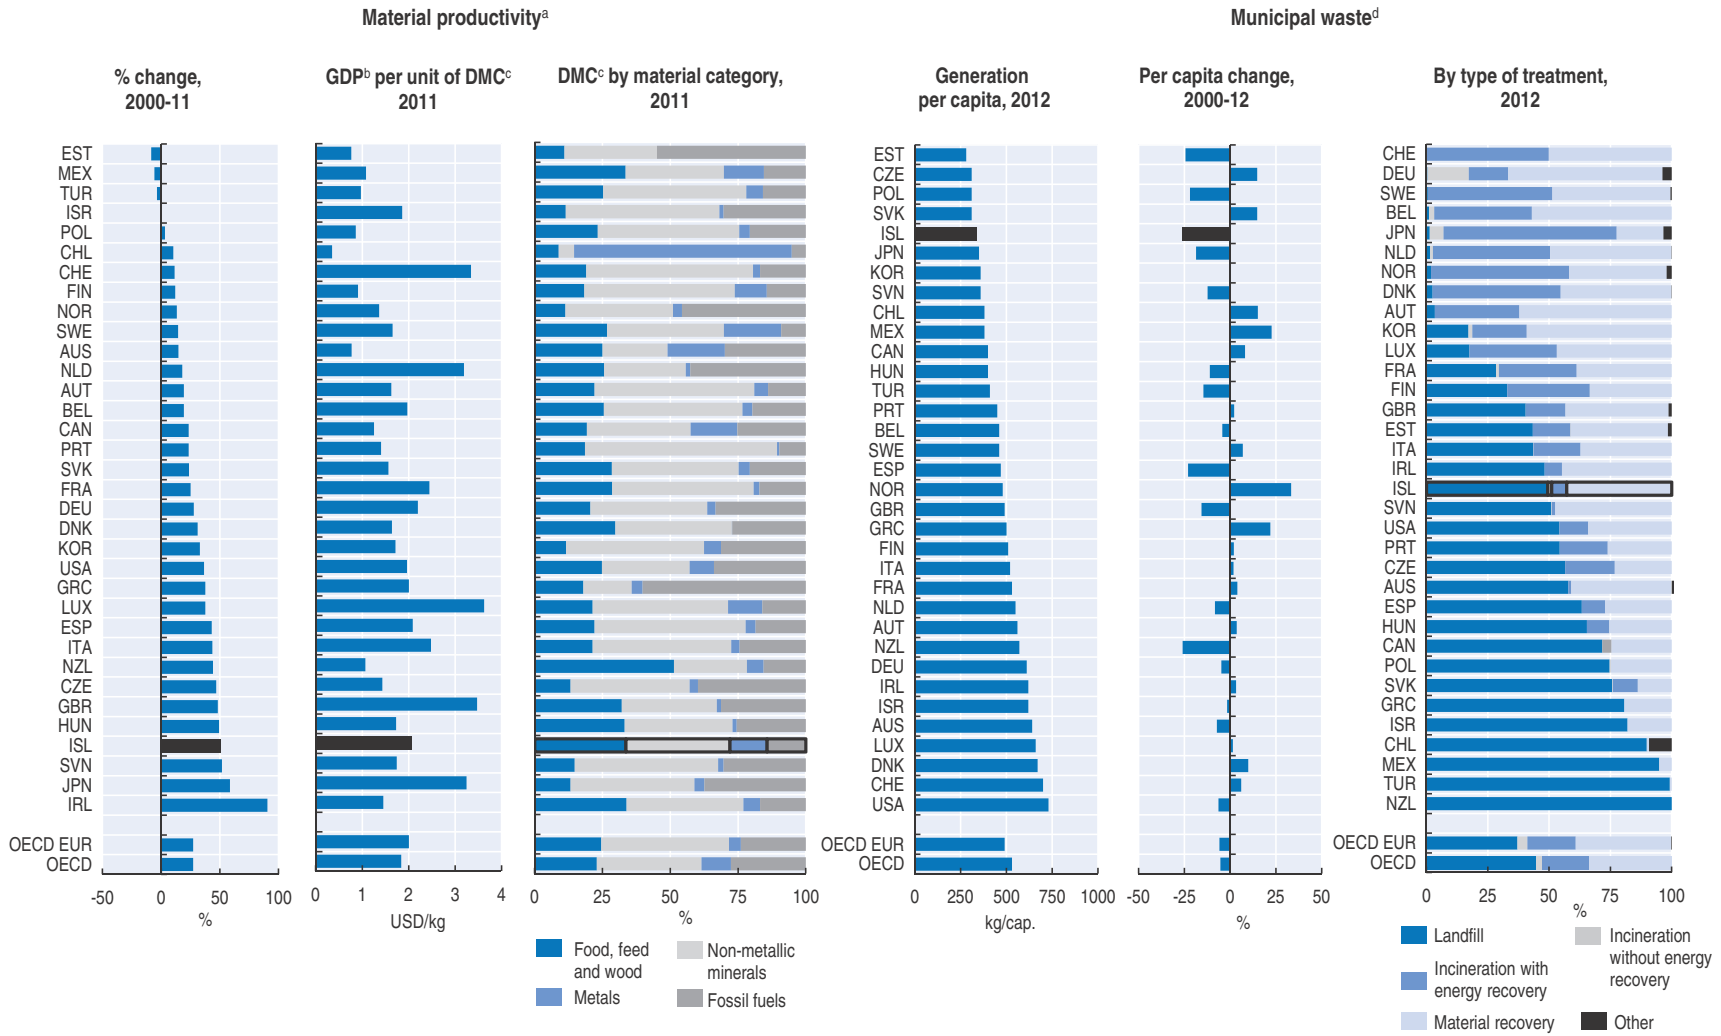 Material productivityᵃ
Municipal wasteᵈ
% change,
2000-11
GDPᵇ per unit of DMCᶜ
2011
DMCᶜ by material category,
2011
Generation
per capita, 2012
Per capita change,
2000-12
By type of treatment,
2012
EST
MEX
TUR
ISR
POL
CHL
CHE
FIN
NOR
SWE
AUS
NLD
AUT
BEL
CAN
PRT
SVK
FRA
DEU
DNK
KOR
USA
GRC
LUX
ESP
ITA
NZL
CZE
GBR
HUN
ISL
SVN
JPN
IRL
OECD EUR
OECD
-50 0 50 100
%
0 1 2 3 4
USD/kg
0 25 50 75 100
%
Food, feed
and wood
Non-metallic
minerals
Metals
Fossil fuels
EST
CZE
POL
SVK
ISL
JPN
KOR
SVN
CHL
MEX
CAN
HUN
TUR
PRT
BEL
SWE
ESP
NOR
GBR
GRC
FIN
ITA
FRA
NLD
AUT
NZL
DEU
IRL
ISR
AUS
LUX
DNK
CHE
USA
OECD EUR
OECD
0 250 500 750 1000
kg/cap.
-50 -25 0 25 50
%
CHE
DEU
SWE
BEL
JPN
NLD
NOR
DNK
AUT
KOR
LUX
FRA
FIN
GBR
EST
ITA
IRL
ISL
SVN
USA
PRT
CZE
AUS
ESP
HUN
CAN
POL
SVK
GRC
ISR
CHL
MEX
TUR
NZL
OECD EUR
OECD
0 25 50 75 100
%
Landfill
Incineration
without energy
recovery
Incineration with
energy recovery
Material recovery
Other